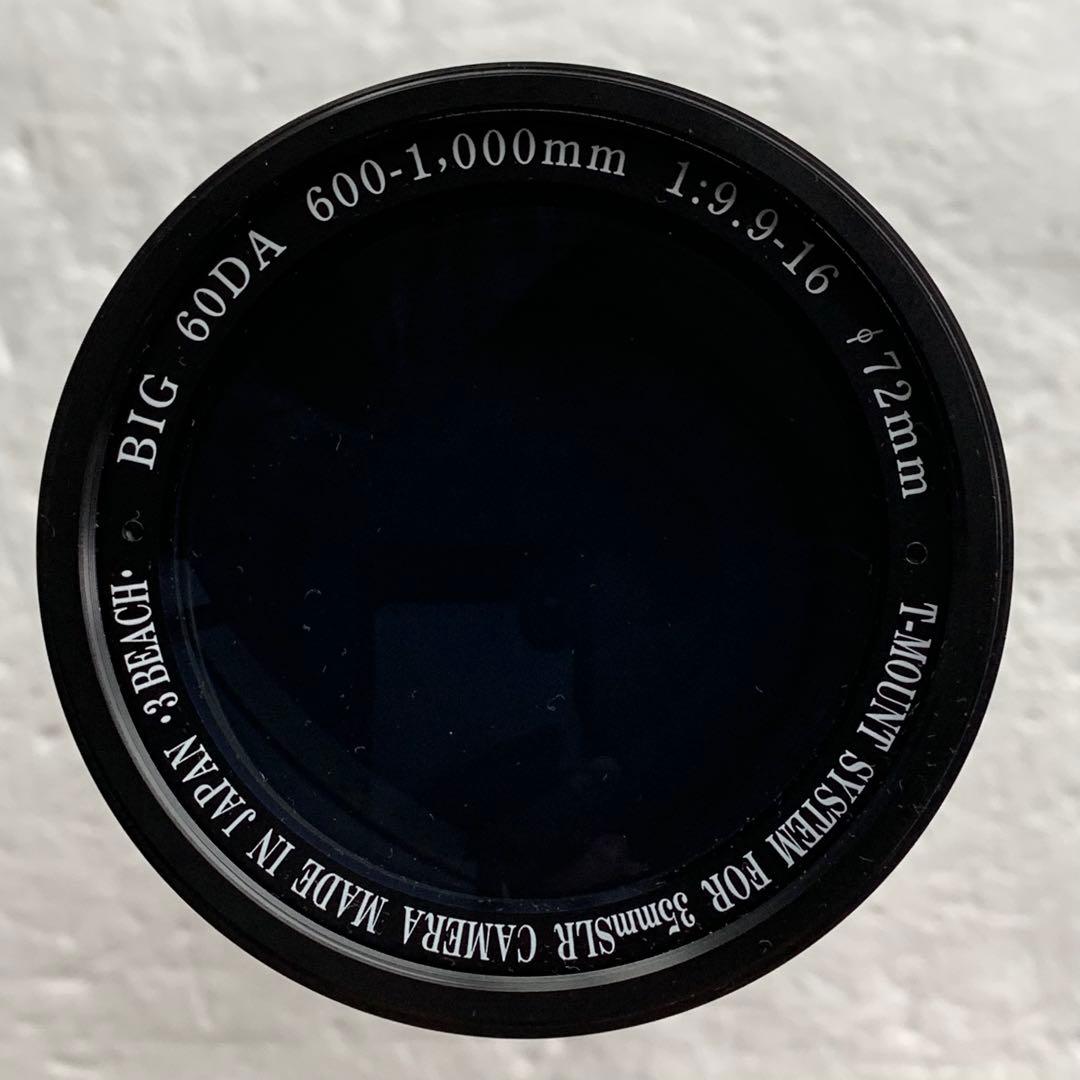 BIG 60DA 600-1,000mm 1:9.9-16 ϕ72mm
T-MOUNT SYSTEM FOR 35mmSLR CAMERA MADE IN JAPAN ·3 BEACH·